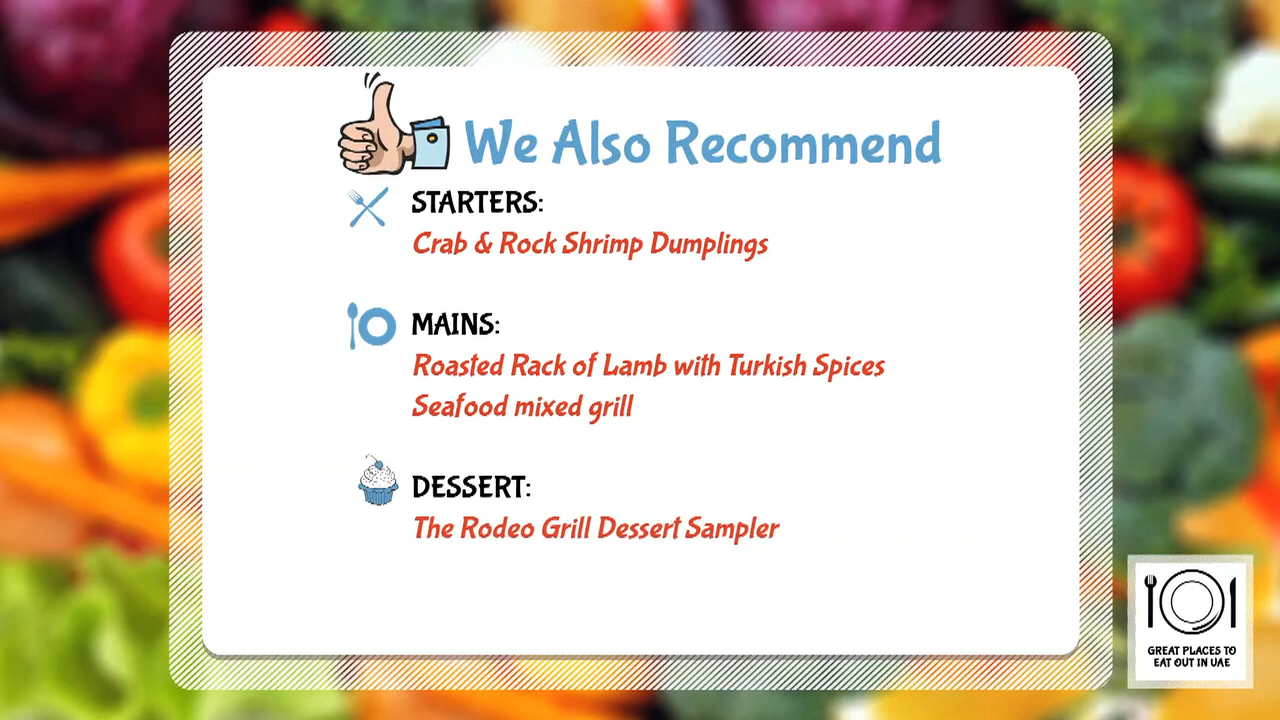 We Also Recommend
STARTERS:
Crab & Rock Shrimp Dumplings
MAINS:
Roasted Rack of Lamb with Turkish Spices
Seafood mixed grill
DESSERT:
The Rodeo Grill Dessert Sampler
GREAT PLACES TO
EAT OUT IN UAE